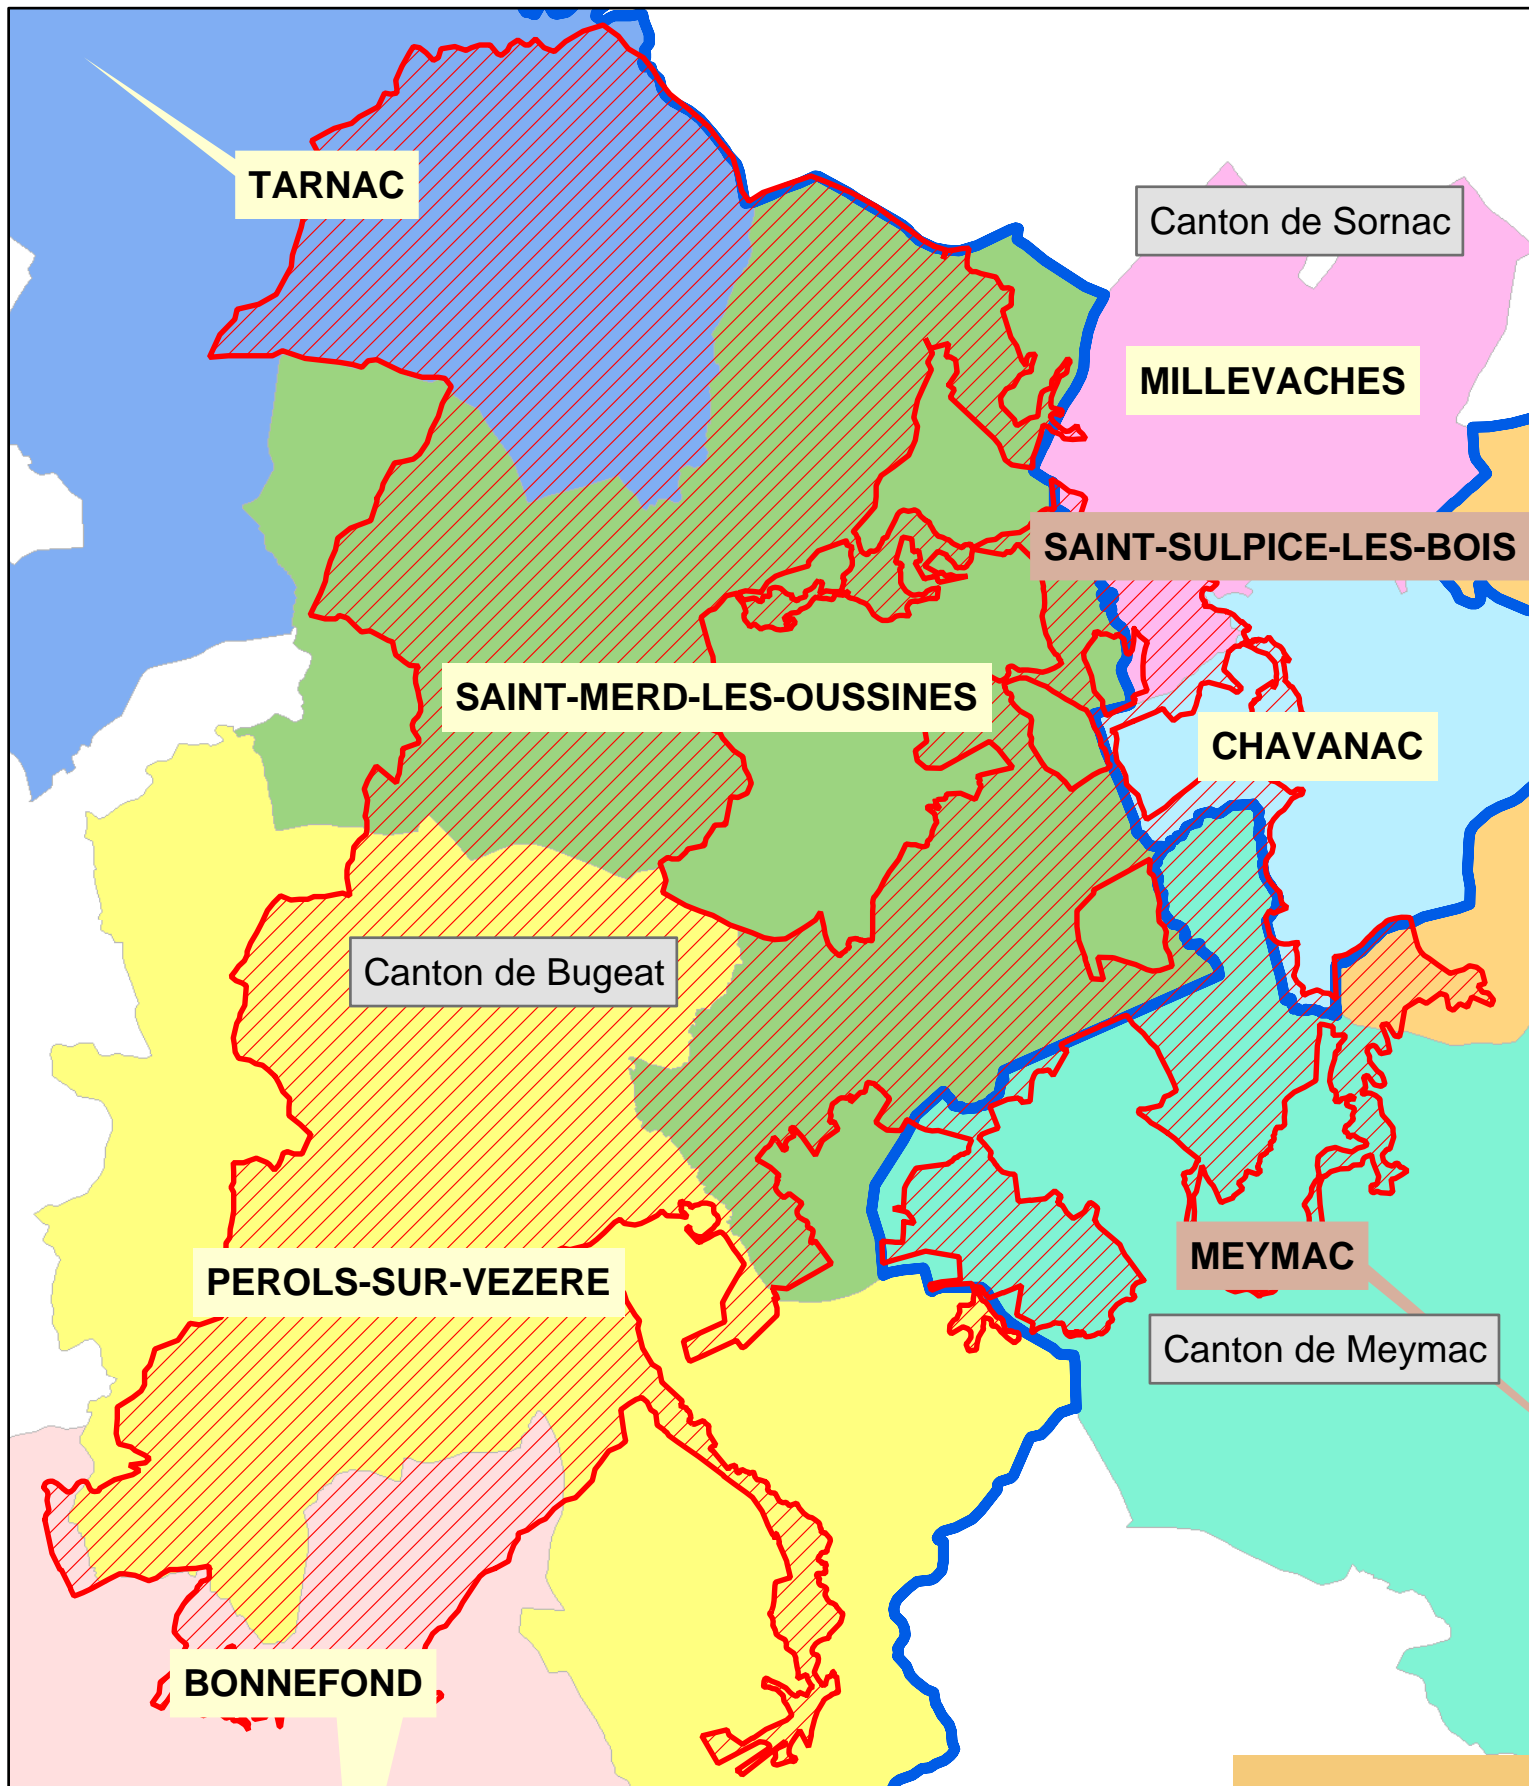 TARNAC
Canton de Sornac
MILLEVACHES
SAINT-SULPICE-LES-BOIS
SAINT-MERD-LES-OUSSINES
CHAVANAC
Canton de Bugeat
MEYMAC
PEROLS-SUR-VEZERE
Canton de Meymac
BONNEFOND